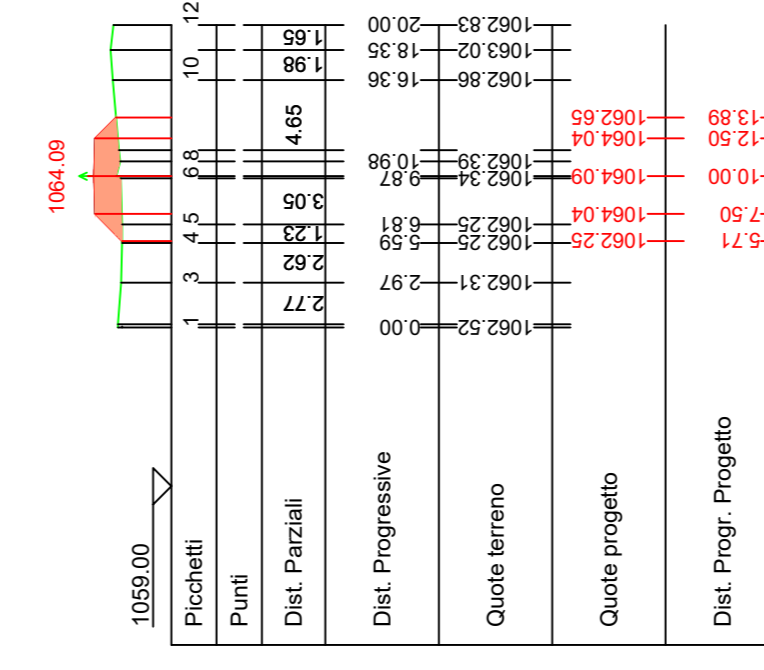 1064.09
1059.00
Picchetti
1 3 4 5 6 8 10 12
Punti
Dist. Parziali
2.77 2.62 1.23 3.05 4.65 1.98 1.65
Dist. Progressive
0.00 2.97 5.59 6.81 9.87 10.98 16.36 18.35 20.00
Quote terreno
1062.52 1062.31 1062.25 1062.25 1062.34 1062.39 1062.86 1063.02 1062.83
Quote progetto
1062.25 1064.04 1064.09 1064.04 1062.65
Dist. Progr. Progetto
5.71 7.50 10.00 12.50 13.89